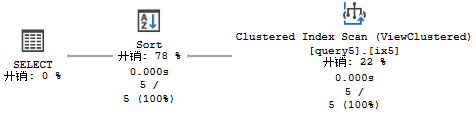 SELECT
开销: 0 %
Sort
开销: 78 %
0.000s
5 /
5 (100%)
Clustered Index Scan (ViewClustered)
[query5].[ix5]
开销: 22 %
0.000s
5 /
5 (100%)